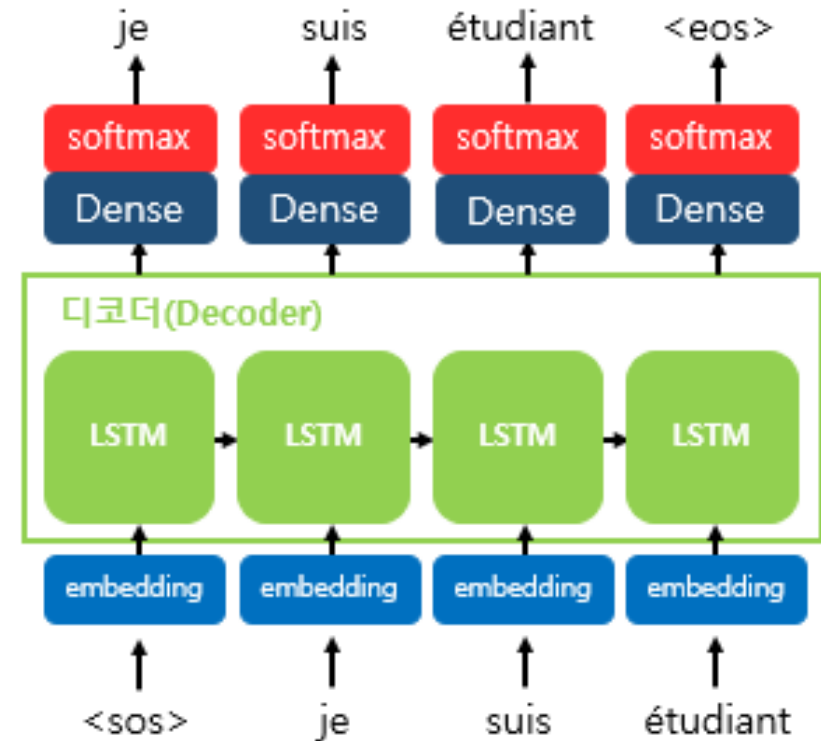 je suis étudiant <eos>
softmax softmax softmax softmax
Dense Dense Dense Dense
디코더(Decoder)
LSTM LSTM LSTM LSTM
embedding embedding embedding embedding
<sos> je suis étudiant